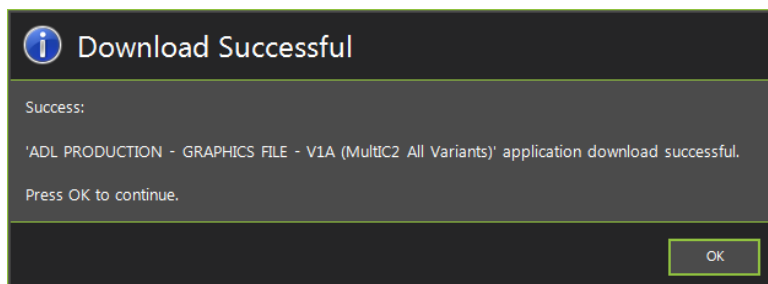 Download Successful
Success:
'ADL PRODUCTION - GRAPHICS FILE - V1A (MultIC2 All Variants)' application download successful.
Press OK to continue.
OK